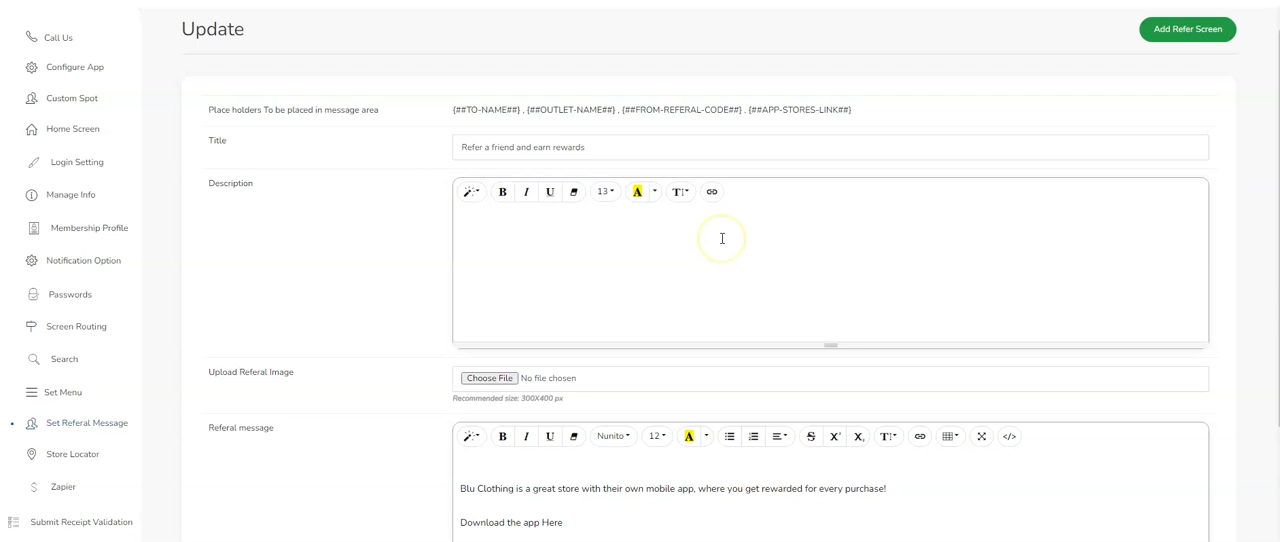 Update
Add Refer Screen
Call Us
Configure App
Custom Spot
Home Screen
Login Setting
Manage Info
Membership Profile
Notification Option
Passwords
Screen Routing
Search
Set Menu
Set Referal Message
Store Locator
Zapier
Submit Receipt Validation
Place holders To be placed in message area
{##TO-NAME##} , {##OUTLET-NAME##} , {##FROM-REFERAL-CODE##} , {##APP-STORES-LINK##}
Title
Refer a friend and earn rewards
Description
B I U 13 A T
Upload Referal Image
Choose File No file chosen
Recommended size: 300X400 px
Referal message
B I U Nunito 12 A S X X, T </>
Blu Clothing is a great store with their own mobile app, where you get rewarded for every purchase!
Download the app Here